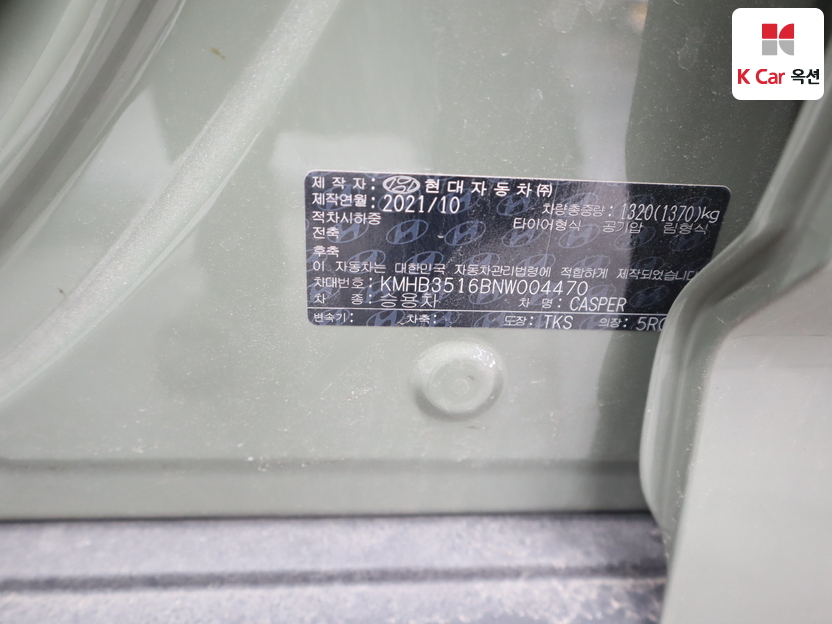 K Car 옥션
제 작 자 : 현대자동차㈜
제작연월 : 2021/10 차량총중량 : 1320(1370)kg
적차시하중 타이어형식 공기압 림형식
전축
후축
이 자동차는 대한민국 자동차관리법령에 적합하게 제작되었습니다
차대번호 : KMHB3516BNW004470
차 종 : 승용차 차 명 : CASPER
변속기 : 차축 : 도장 : TKS 의장 :